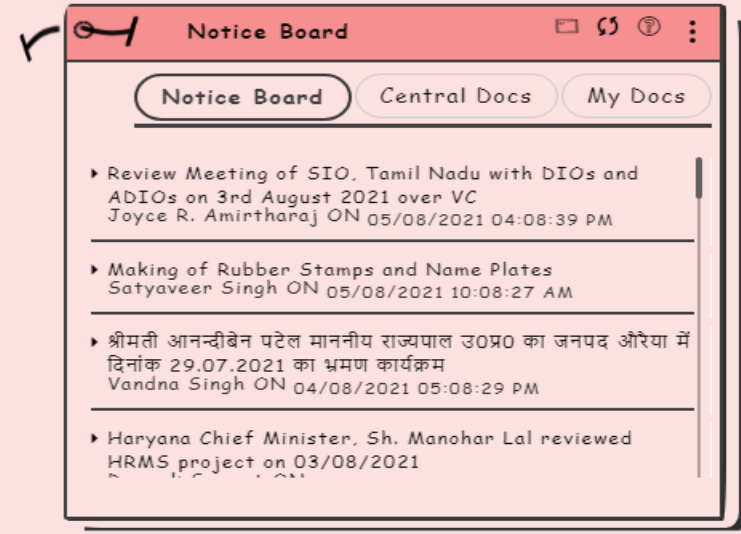 Notice Board
Notice Board
Central Docs
My Docs
Review Meeting of SIO, Tamil Nadu with DIOs and
ADIOs on 3rd August 2021 over VC
Joyce R. Amirtharaj ON 05/08/2021 04:08:39 PM
Making of Rubber Stamps and Name Plates
Satyaveer Singh ON 05/08/2021 10:08:27 AM
श्रीमती आनन्दीबेन पटेल माननीय राज्यपाल उ0प्र0 का जनपद औरैया में
दिनांक 29.07.2021 का भ्रमण कार्यक्रम
Vandna Singh ON 04/08/2021 05:08:29 PM
Haryana Chief Minister, Sh. Manohar Lal reviewed
HRMS project on 03/08/2021